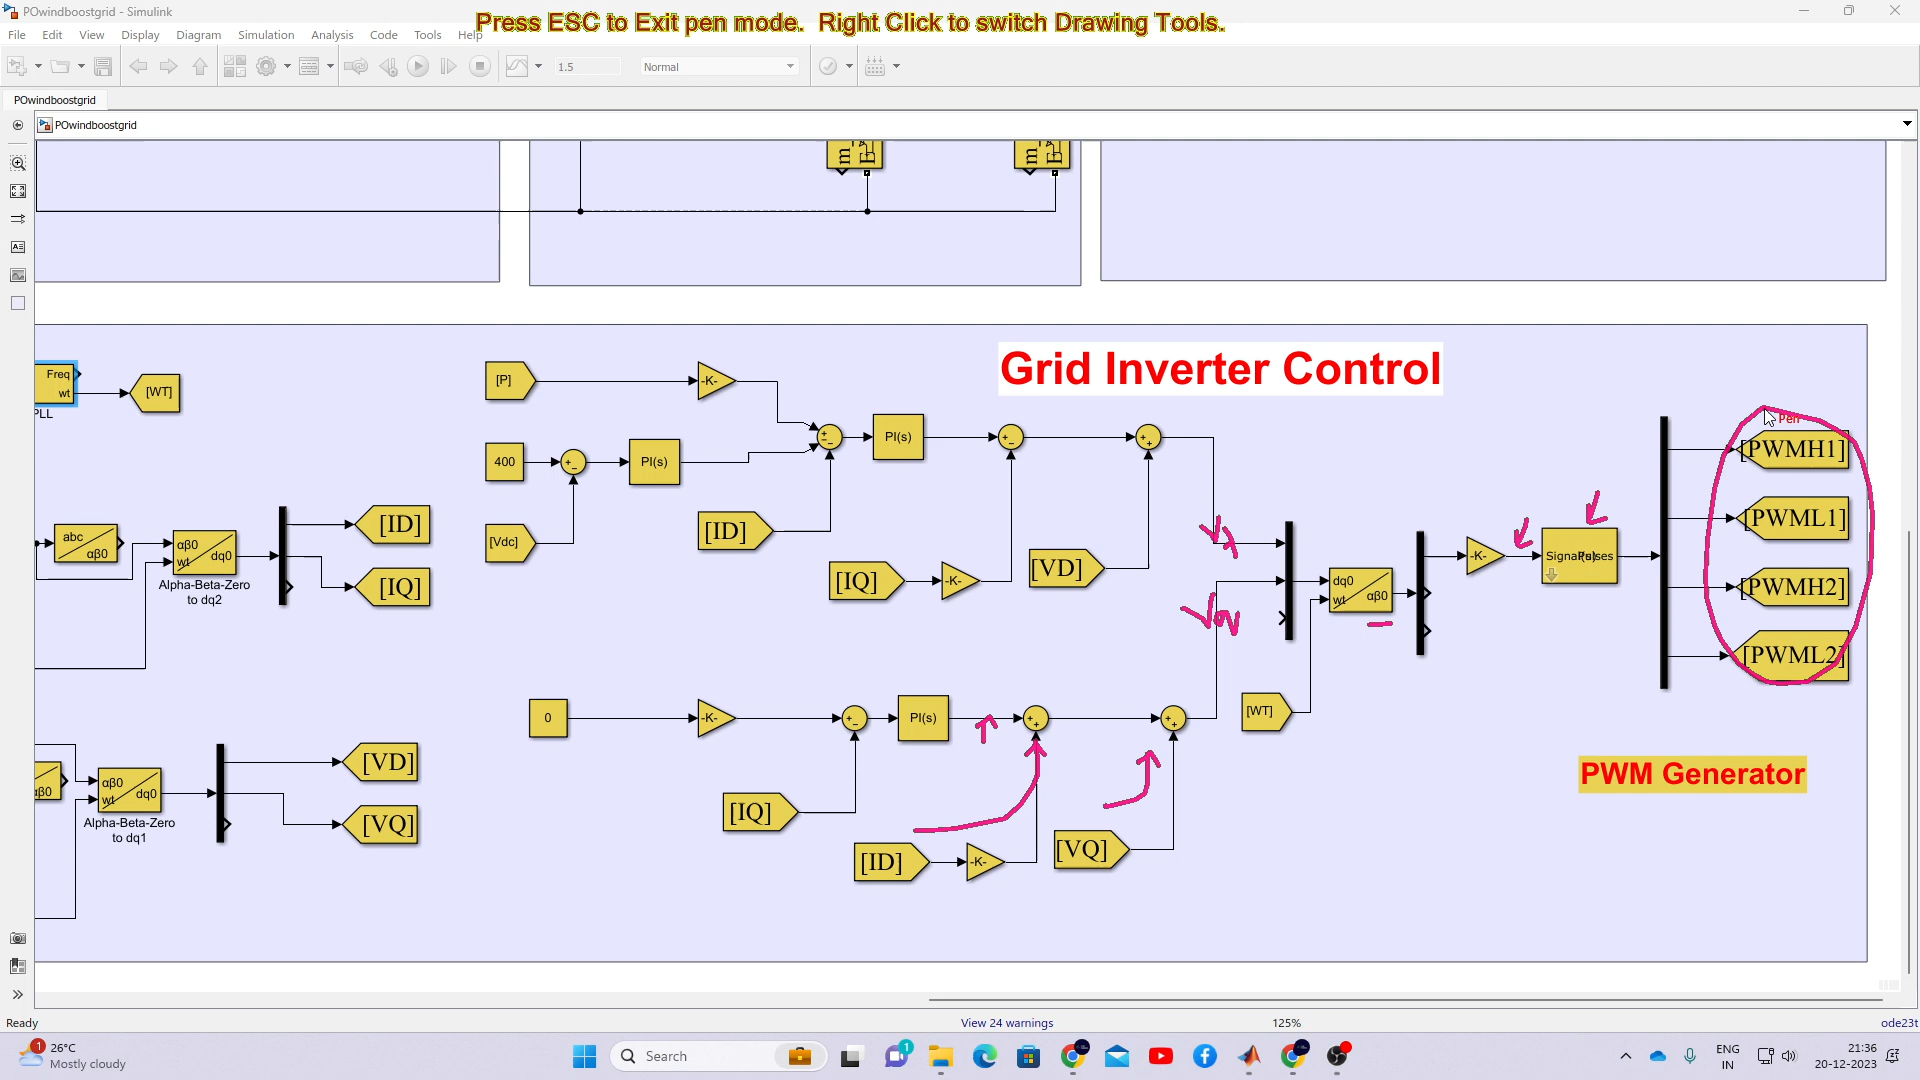 POwindboostgrid - Simulink
Press ESC to Exit pen mode. Right Click to switch Drawing Tools.
File Edit View Display Diagram Simulation Analysis Code Tools Help
1.5 Normal
POwindboostgrid
POwindboostgrid
m
Grid Inverter Control
Freq
wt
PLL
[WT]
[P]
-K-
400
PI(s)
PI(s)
[Vdc]
[ID]
[IQ]
-K-
[VD]
abc
αβ0
αβ0
wt
dq0
Alpha-Beta-Zero
to dq2
[ID]
[IQ]
dq0
wt
αβ0
-K-
Pen
[PWMH1]
[PWML1]
[PWMH2]
[PWML2]
0
-K-
PI(s)
[WT]
[IQ]
[ID]
-K-
[VQ]
αβ0
αβ0
wt
dq0
Alpha-Beta-Zero
to dq1
[VD]
[VQ]
PWM Generator
Ready
View 24 warnings
125%
ode23t
1
26°C
Mostly cloudy
Search
1
ENG
IN
21:36
20-12-2023